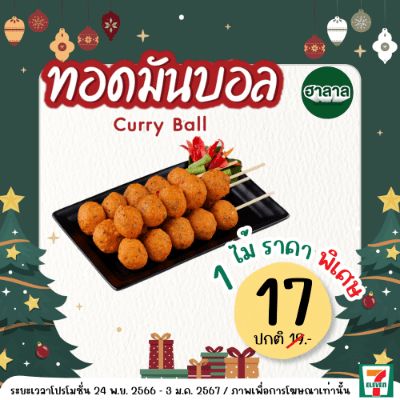 ทอดมันบอล
ฮาลาล
Curry Ball
1 ไม้ ราคา พิเศษ
17
ปกติ 19.-
ระยะเวลาโปรโมชั่น 24 พ.ย. 2566 - 3 ม.ค. 2567 / ภาพเพื่อการโฆษณาเท่านั้น
7
ELEVEN